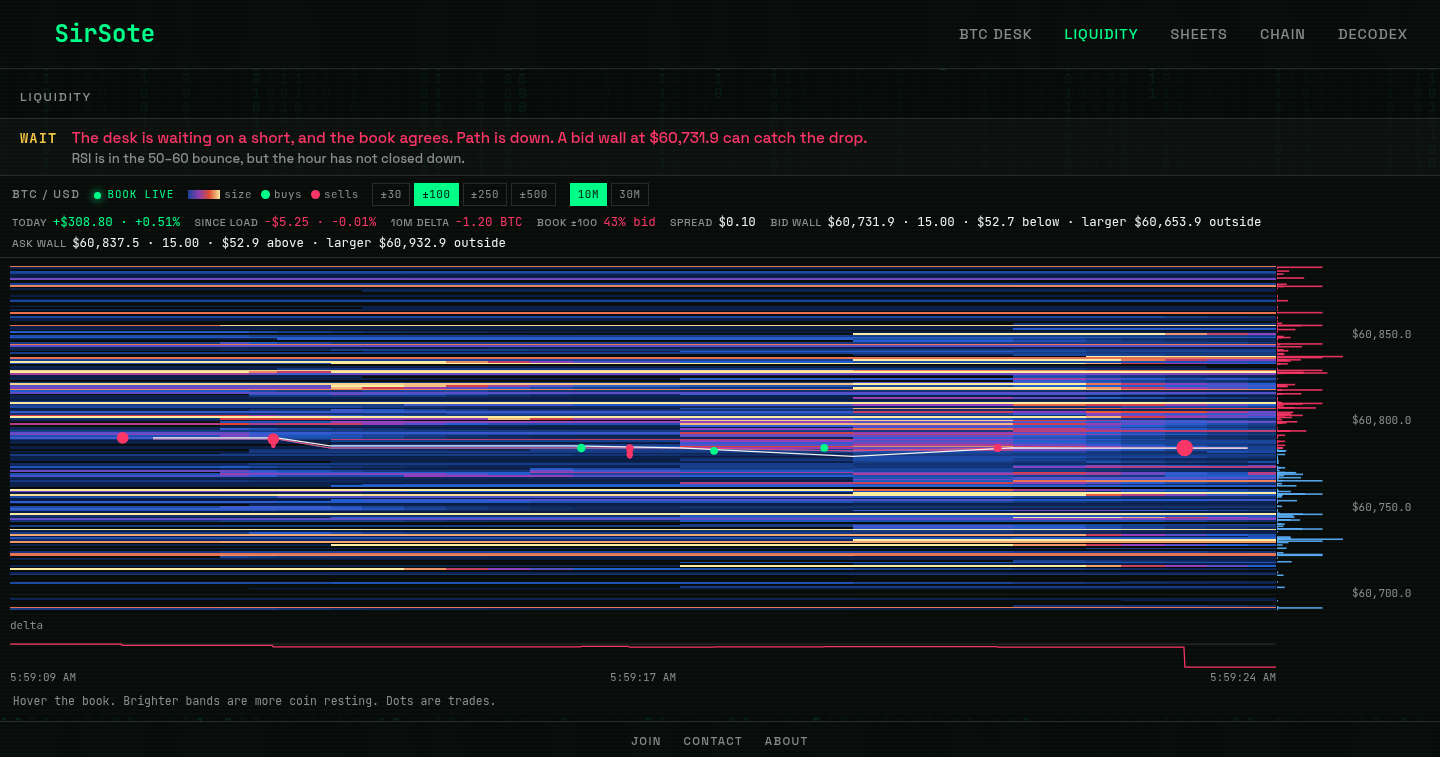 SirSote
BTC DESK LIQUIDITY SHEETS CHAIN DECODEX
LIQUIDITY
WAIT The desk is waiting on a short, and the book agrees. Path is down. A bid wall at $60,731.9 can catch the drop.
RSI is in the 50–60 bounce, but the hour has not closed down.
BTC / USD BOOK LIVE size buys sells ±30 ±100 ±250 ±500 10M 30M
TODAY +$308.80 · +0.51% SINCE LOAD -$5.25 · -0.01% 10M DELTA -1.20 BTC BOOK ±100 43% bid SPREAD $0.10 BID WALL $60,731.9 · 15.00 · $52.7 below · larger $60,653.9 outside
ASK WALL $60,837.5 · 15.00 · $52.9 above · larger $60,932.9 outside
$60,850.0
$60,800.0
$60,750.0
$60,700.0
delta
5:59:09 AM 5:59:17 AM 5:59:24 AM
Hover the book. Brighter bands are more coin resting. Dots are trades.
JOIN CONTACT ABOUT